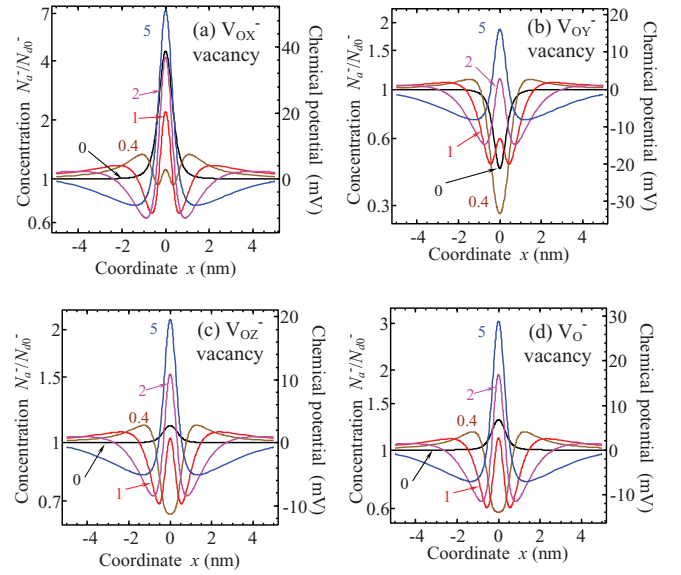 (a) V_OX^-
vacancy
7
4
2
1
0.6
Concentration N_a^-/N_d0^-
5
2
1
0.4
0
40
20
0
Chemical potential (mV)
-4 -2 0 2 4
Coordinate x (nm)
(b) V_OY^-
vacancy
2
1.5
1
0.6
0.3
Concentration N_a^-/N_d0^-
5
2
1
0
0.4
20
10
0
-10
-20
-30
Chemical potential (mV)
-4 -2 0 2 4
Coordinate x (nm)
(c) V_OZ^-
vacancy
2
1.5
1
0.7
Concentration N_a^-/N_d0^-
5
2
0.4
0
1
20
10
0
-10
Chemical potential (mV)
-4 -2 0 2 4
Coordinate x (nm)
(d) V_O^-
vacancy
3
2
1.5
1
0.6
Concentration N_a^-/N_d0^-
5
2
0.4
0
1
30
20
10
0
-10
Chemical potential (mV)
-4 -2 0 2 4
Coordinate x (nm)